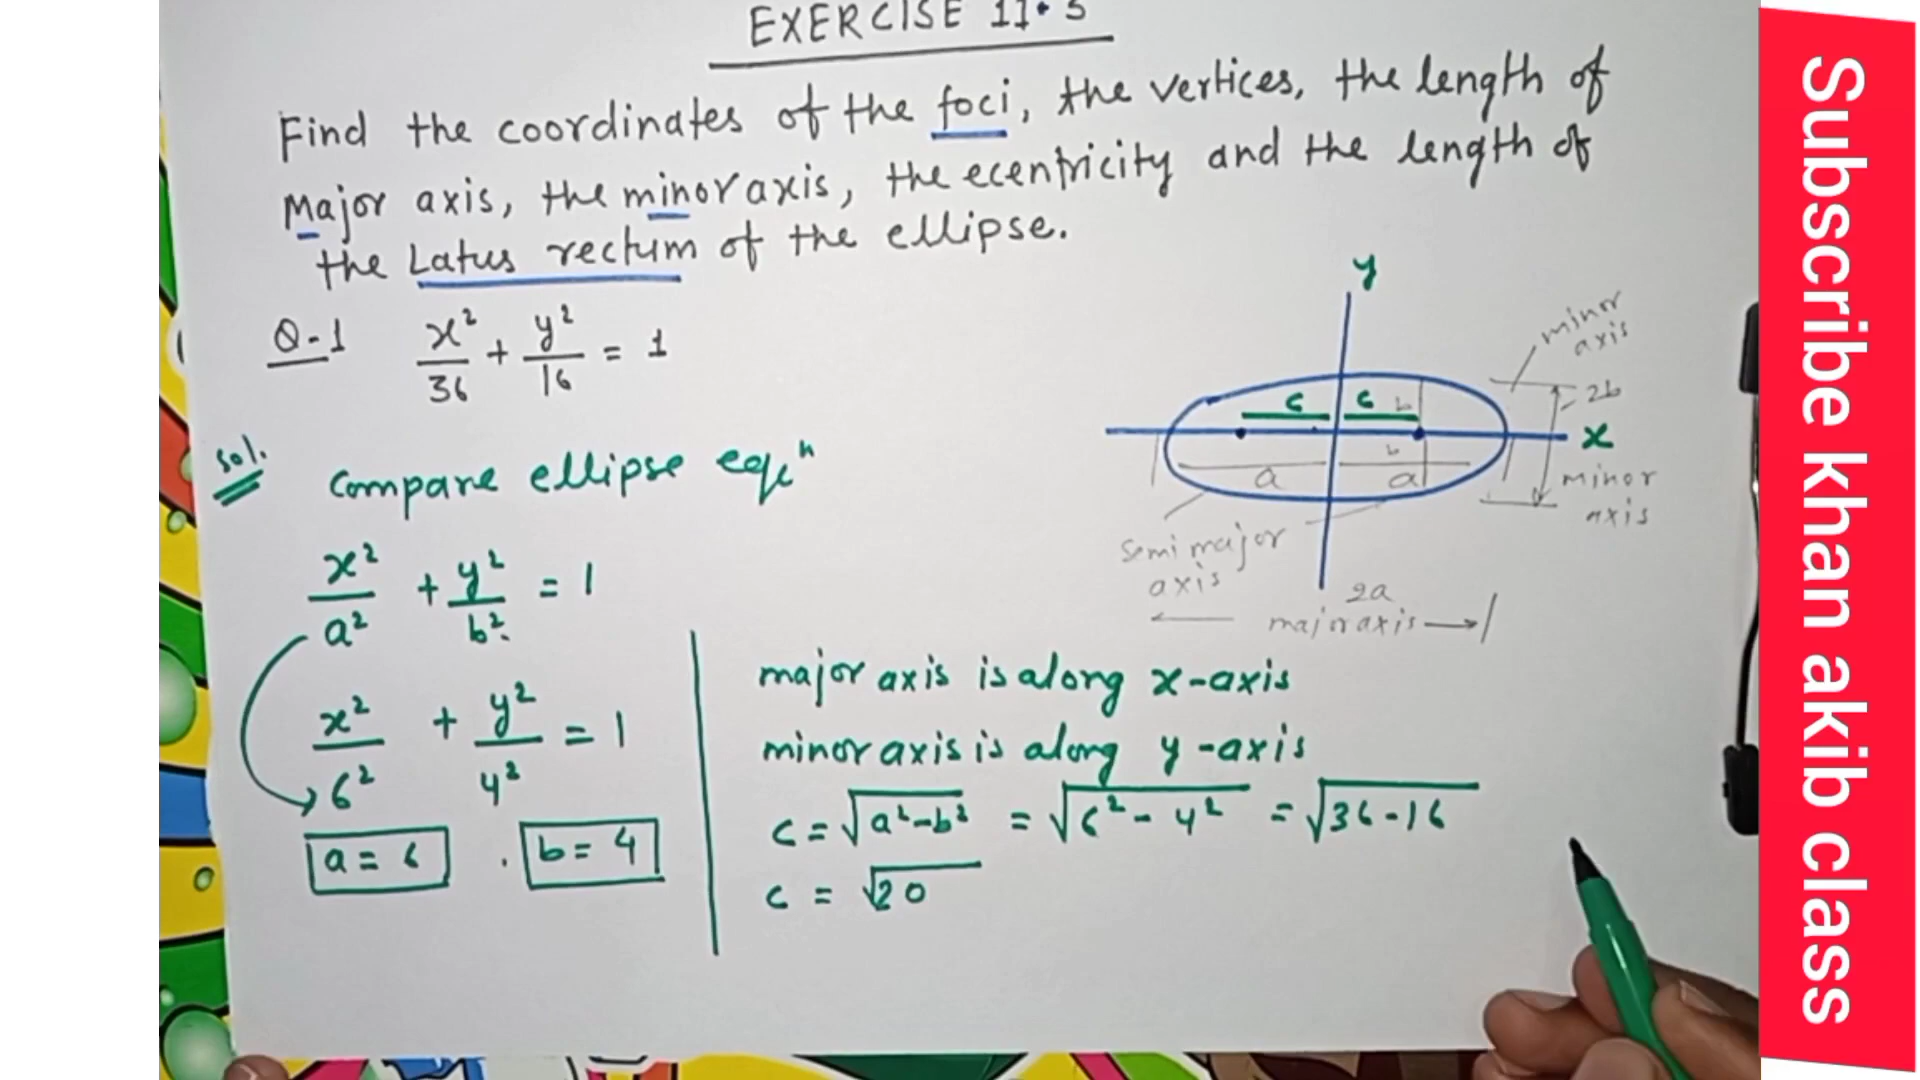 EXERCISE 11.5
Find the coordinates of the foci, the vertices, the length of
Major axis, the minor axis, the ecentricity and the length of
the Latus rectum of the ellipse.
Q-1 x²/36 + y²/16 = 1
Sol. Compare ellipse eqⁿ
x²/a² + y²/b² = 1
x²/6² + y²/4² = 1
a = 6 . b = 4
y
minor
axis
c c b
2b
x
b
a a
minor
axis
Semi major
axis
2a
major axis
major axis is along x-axis
minor axis is along y-axis
c = √a²-b² = √6²-4² = √36-16
c = √20
Subscribe khan akib class